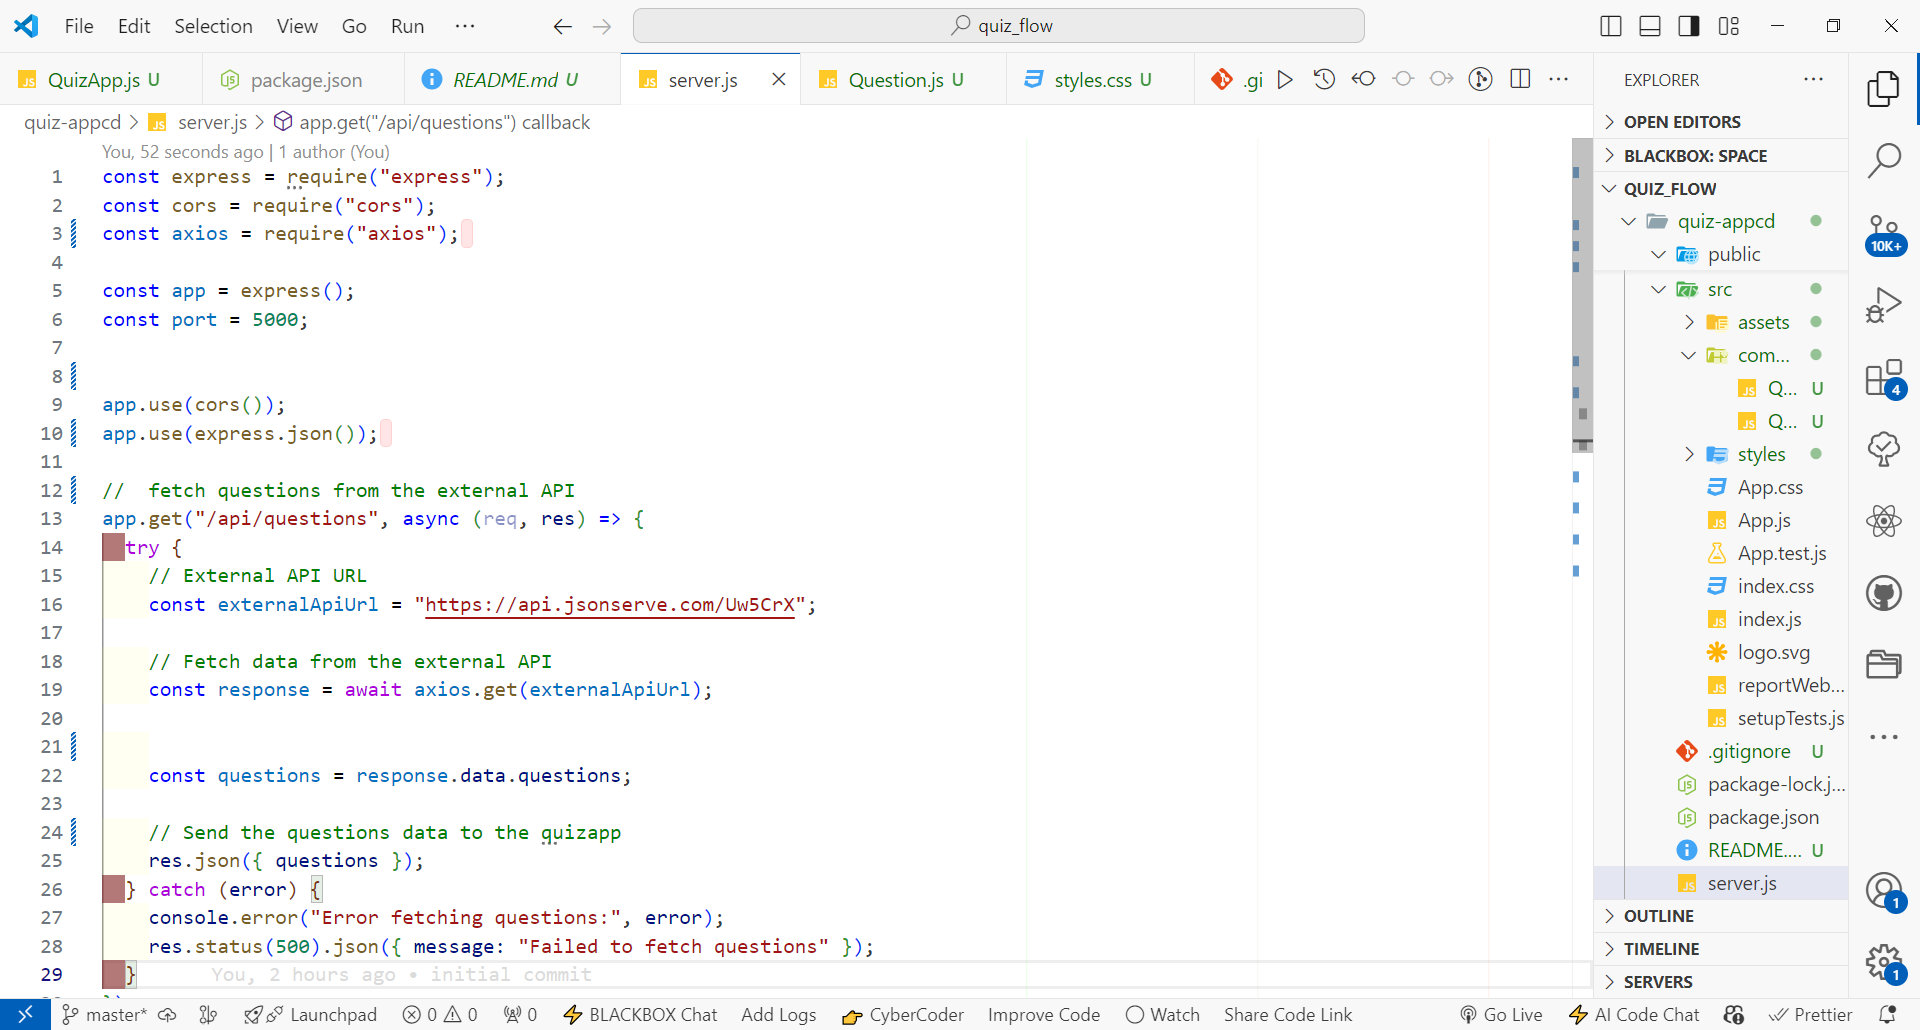 File Edit Selection View Go Run ··· quiz_flow
JS QuizApp.js U package.json README.md U JS server.js JS Question.js U styles.css U .gi ··· EXPLORER ···
quiz-appcd > JS server.js > app.get("/api/questions") callback
You, 52 seconds ago | 1 author (You)
1 const express = require("express");
2 const cors = require("cors");
3 const axios = require("axios");
4
5 const app = express();
6 const port = 5000;
7
8
9 app.use(cors());
10 app.use(express.json());
11
12 //  fetch questions from the external API
13 app.get("/api/questions", async (req, res) => {
14   try {
15     // External API URL
16     const externalApiUrl = "https://api.jsonserve.com/Uw5CrX";
17
18     // Fetch data from the external API
19     const response = await axios.get(externalApiUrl);
20
21
22     const questions = response.data.questions;
23
24     // Send the questions data to the quizapp
25     res.json({ questions });
26   } catch (error) {
27     console.error("Error fetching questions:", error);
28     res.status(500).json({ message: "Failed to fetch questions" });
29   } You, 2 hours ago • initial commit
OPEN EDITORS
BLACKBOX: SPACE
QUIZ_FLOW
quiz-appcd
public
src
assets
com...
JS Q... U
JS Q... U
styles
App.css
JS App.js
App.test.js
index.css
JS index.js
logo.svg
JS reportWeb...
JS setupTests.js
.gitignore U
package-lock.j...
package.json
README.... U
JS server.js
OUTLINE
TIMELINE
SERVERS
10K+
4
···
1
1
master* Launchpad 0 0 0 BLACKBOX Chat Add Logs CyberCoder Improve Code Watch Share Code Link Go Live AI Code Chat Prettier